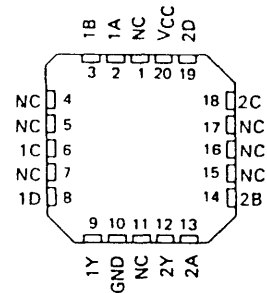 1B 1A NC VCC 2D
3 2 1 20 19
NC 4 18 2C
NC 5 17 NC
1C 6 16 NC
NC 7 15 NC
1D 8 14 2B
9 10 11 12 13
1Y GND NC 2Y 2A